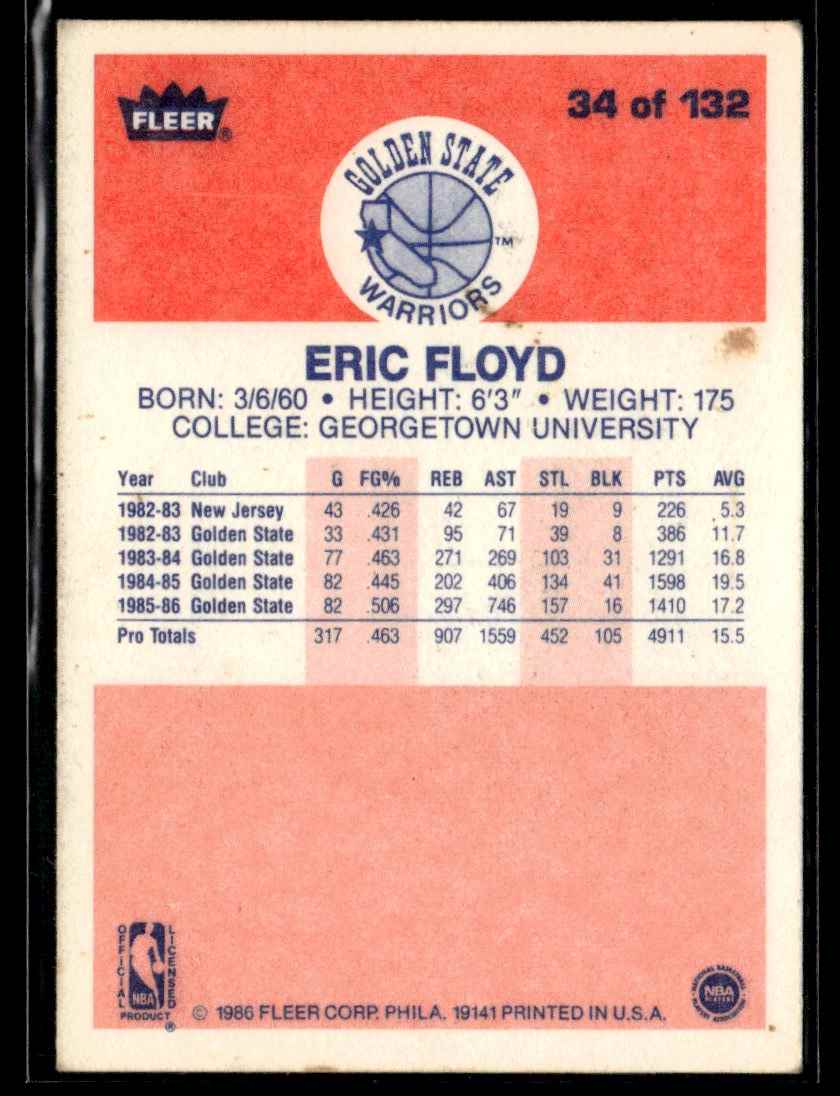 FLEER®
34 of 132
GOLDEN STATE
WARRIORS
TM
ERIC FLOYD
BORN: 3/6/60 • HEIGHT: 6'3" • WEIGHT: 175
COLLEGE: GEORGETOWN UNIVERSITY
Year Club G FG% REB AST STL BLK PTS AVG
1982-83 New Jersey 43 .426 42 67 19 9 226 5.3
1982-83 Golden State 33 .431 95 71 39 8 386 11.7
1983-84 Golden State 77 .463 271 269 103 31 1291 16.8
1984-85 Golden State 82 .445 202 406 134 41 1598 19.5
1985-86 Golden State 82 .506 297 746 157 16 1410 17.2
Pro Totals 317 .463 907 1559 452 105 4911 15.5
OFFICIAL
LICENSED
NBA
PRODUCT
®
NATIONAL BASKETBALL
NBA
PLAYERS
ASSOCIATION
© 1986 FLEER CORP. PHILA. 19141 PRINTED IN U.S.A.